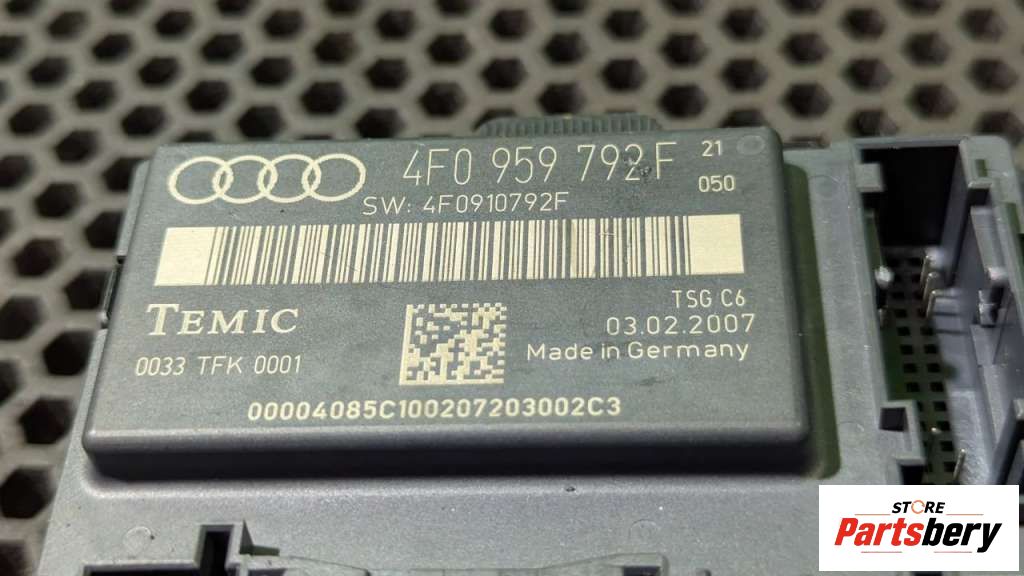 4F0 959 792 F 21
050
SW: 4F0910792F
TEMIC
TSG C6
03.02.2007
0033 TFK 0001
Made in Germany
00004085C100207203002C3
STORE
Partsbery